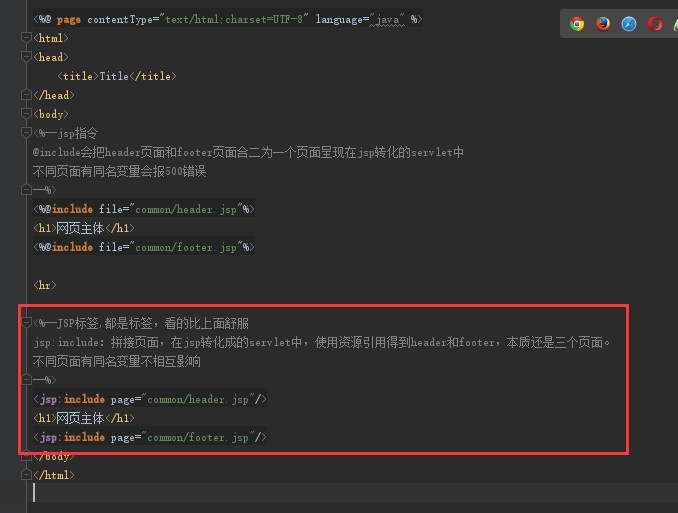 <%@ page contentType="text/html;charset=UTF-8" language="java" %>
<html>
<head>
    <title>Title</title>
</head>
<body>
<%--jsp指令
@include会把header页面和footer页面合二为一个页面呈现在jsp转化的servlet中
不同页面有同名变量会报500错误
--%>
<%@include file="common/header.jsp"%>
<h1>网页主体</h1>
<%@include file="common/footer.jsp"%>
<hr>
<%--JSP标签,都是标签，看的比上面舒服
jsp:include：拼接页面，在jsp转化成的servlet中，使用资源引用得到header和footer，本质还是三个页面。
不同页面有同名变量不相互影响
--%>
<jsp:include page="common/header.jsp"/>
<h1>网页主体</h1>
<jsp:include page="common/footer.jsp"/>
</body>
</html>